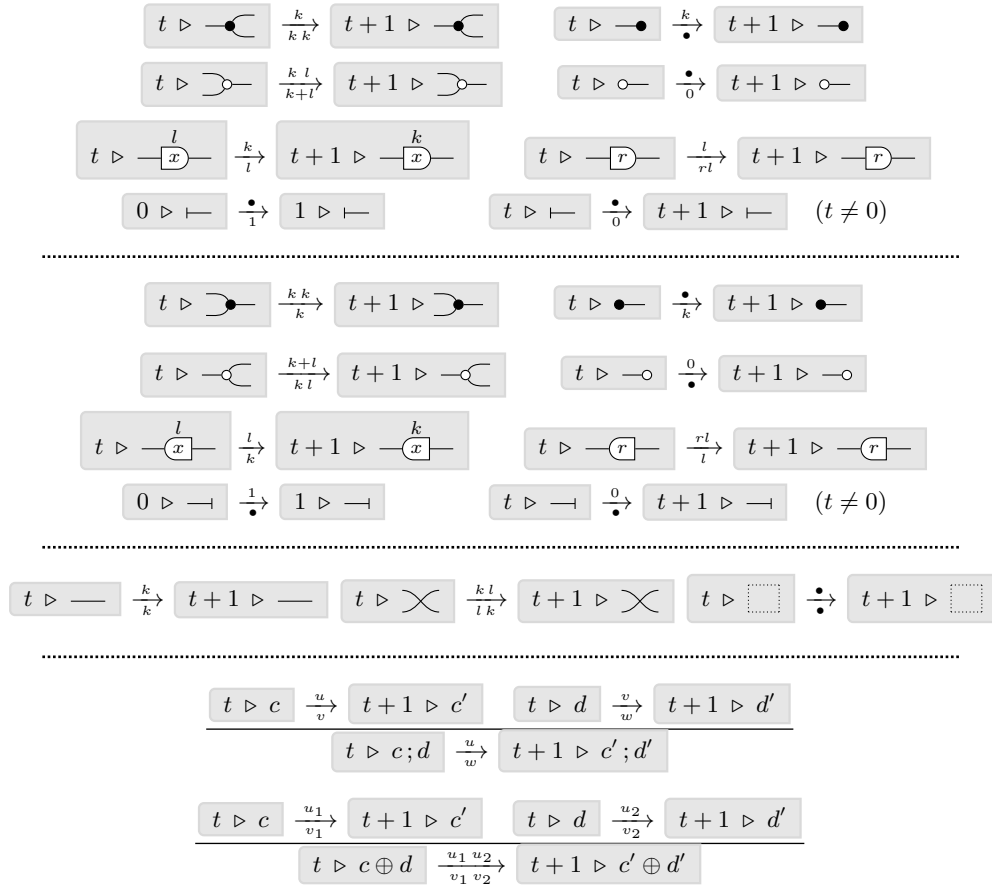 t ▷ k k k t + 1 ▷ t ▷ k • t + 1 ▷
t ▷ k l k+l t + 1 ▷ t ▷ • 0 t + 1 ▷
t ▷ l x k l t + 1 ▷ k x t ▷ r l rl t + 1 ▷ r
0 ▷ • 1 1 ▷ t ▷ • 0 t + 1 ▷ (t ≠ 0)
t ▷ k k k t + 1 ▷ t ▷ • k t + 1 ▷
t ▷ k+l k l t + 1 ▷ t ▷ 0 • t + 1 ▷
t ▷ l x l k t + 1 ▷ k x t ▷ r rl l t + 1 ▷ r
0 ▷ 1 • 1 ▷ t ▷ 0 • t + 1 ▷ (t ≠ 0)
t ▷ k k t + 1 ▷ t ▷ k l l k t + 1 ▷ t ▷ • • t + 1 ▷
t ▷ c u v t + 1 ▷ c′ t ▷ d v w t + 1 ▷ d′
t ▷ c ; d u w t + 1 ▷ c′ ; d′
t ▷ c u₁ v₁ t + 1 ▷ c′ t ▷ d u₂ v₂ t + 1 ▷ d′
t ▷ c ⊕ d u₁ u₂ v₁ v₂ t + 1 ▷ c′ ⊕ d′